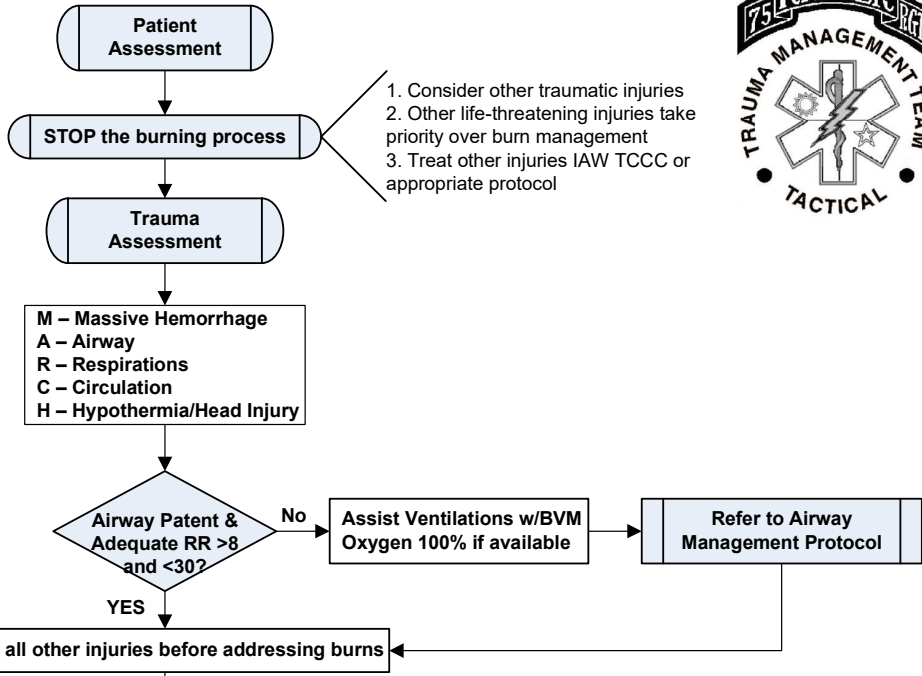 Patient
Assessment
STOP the burning process
1. Consider other traumatic injuries
2. Other life-threatening injuries take
priority over burn management
3. Treat other injuries IAW TCCC or
appropriate protocol
75
RGT
TRAUMA MANAGEMENT TEAM
TACTICAL
Trauma
Assessment
M – Massive Hemorrhage
A – Airway
R – Respirations
C – Circulation
H – Hypothermia/Head Injury
Airway Patent &
Adequate RR >8
and <30?
No
Assist Ventilations w/BVM
Oxygen 100% if available
Refer to Airway
Management Protocol
YES
all other injuries before addressing burns